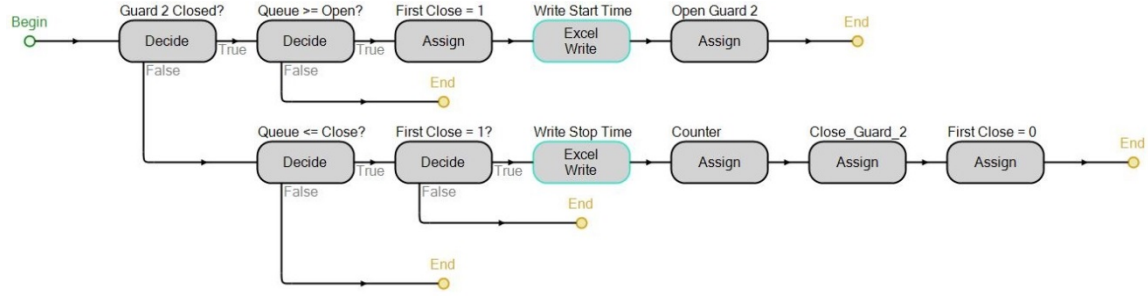 Guard 2 Closed? Queue >= Open? First Close = 1 Write Start Time Open Guard 2
Begin End
Decide Decide Assign Excel Write Assign
True True
False False
End
Queue <= Close? First Close = 1? Write Stop Time Counter Close_Guard_2 First Close = 0
End
Decide Decide Excel Write Assign Assign Assign
True True
False False
End
End